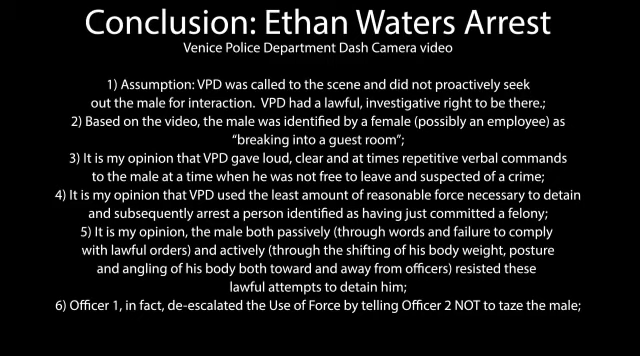 Conclusion: Ethan Waters Arrest
Venice Police Department Dash Camera video
1) Assumption: VPD was called to the scene and did not proactively seek
out the male for interaction.  VPD had a lawful, investigative right to be there.;
2) Based on the video, the male was identified by a female (possibly an employee) as
“breaking into a guest room”;
3) It is my opinion that VPD gave loud, clear and at times repetitive verbal commands
to the male at a time when he was not free to leave and suspected of a crime;
4) It is my opinion that VPD used the least amount of reasonable force necessary to detain
and subsequently arrest a person identified as having just committed a felony;
5) It is my opinion, the male both passively (through words and failure to comply
with lawful orders) and actively (through the shifting of his body weight, posture
and angling of his body both toward and away from officers) resisted these
lawful attempts to detain him;
6) Officer 1, in fact, de-escalated the Use of Force by telling Officer 2 NOT to taze the male;